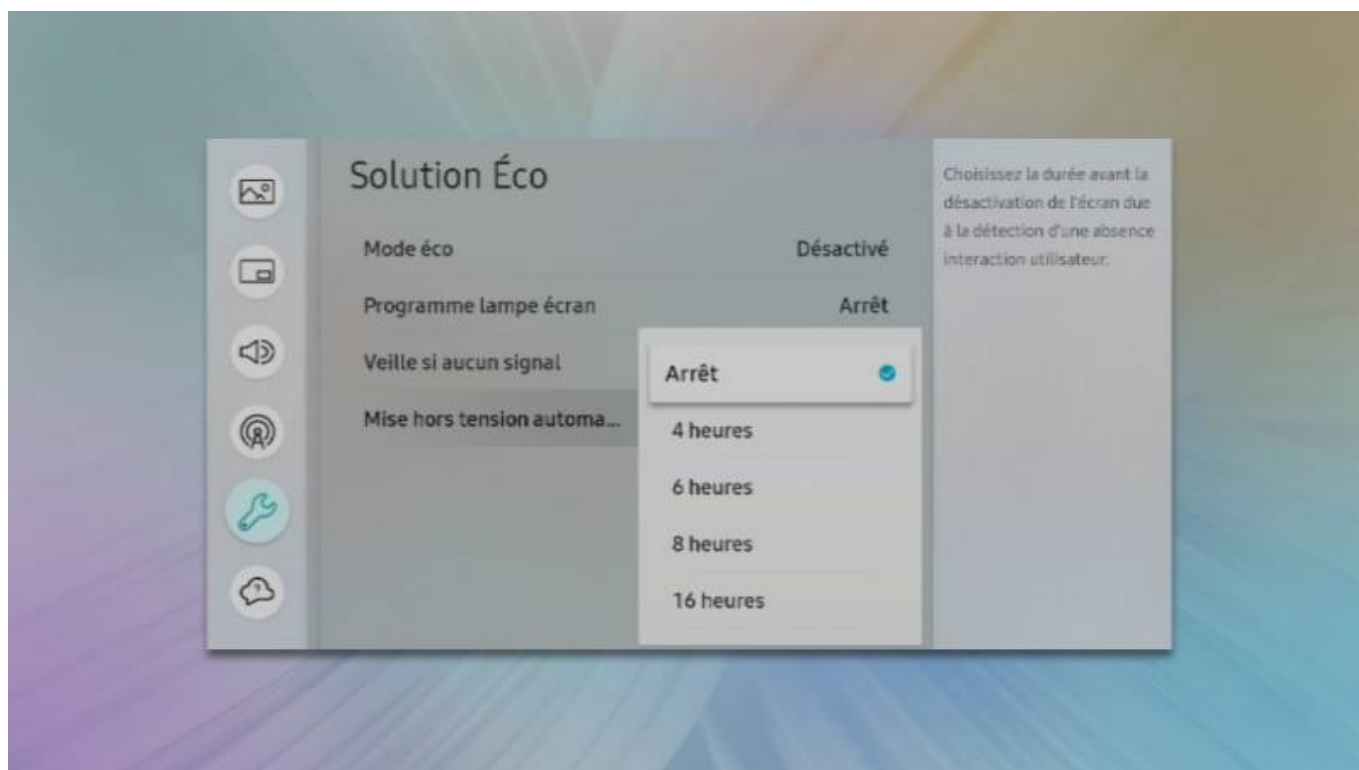 Solution Éco
Mode éco
Désactivé
Programme lampe écran
Arrêt
Veille si aucun signal
Mise hors tension automa...
Arrêt
4 heures
6 heures
8 heures
16 heures
Choisissez la durée avant la
désactivation de l'écran due
à la détection d'une absence
interaction utilisateur.